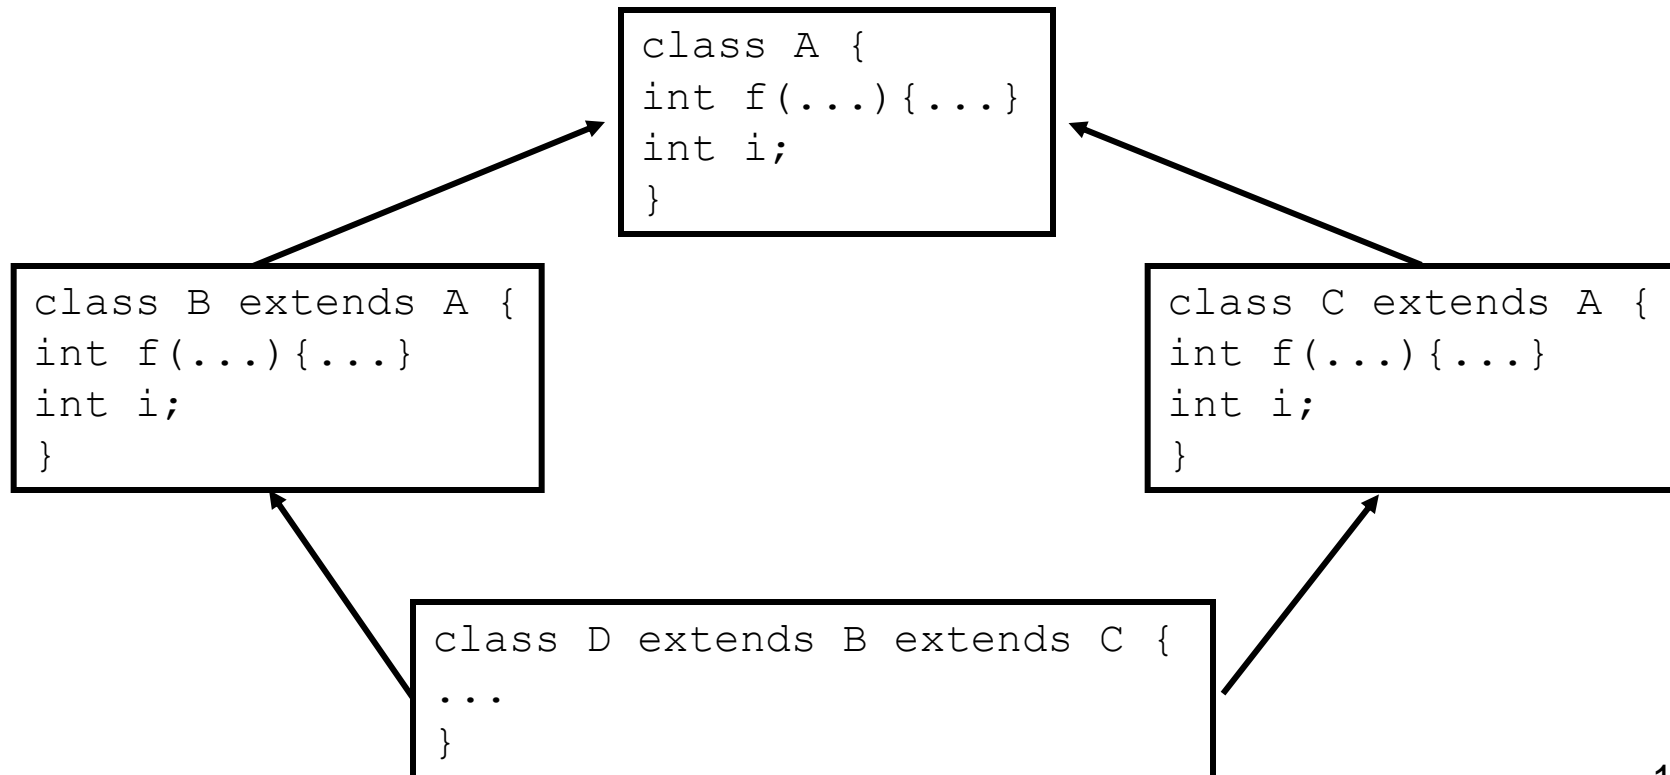 class A {
int f(...){...}
int i;
}
class B extends A {
int f(...){...}
int i;
}
class C extends A {
int f(...){...}
int i;
}
class D extends B extends C {
...
}